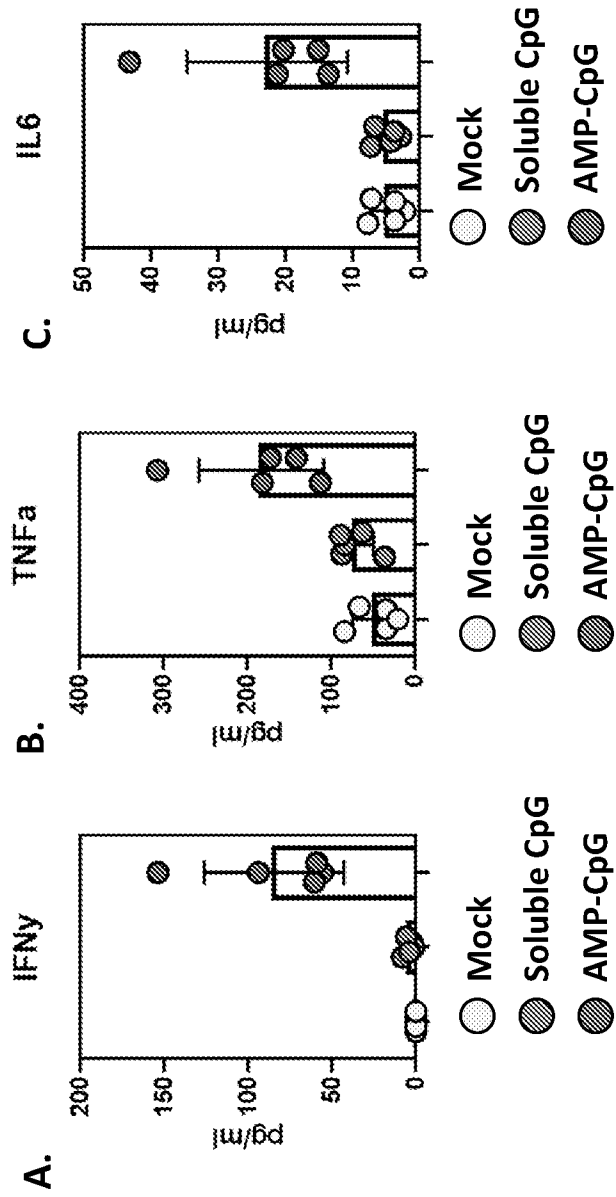 A.
IFNy
pg/ml
200
150
100
50
0
Mock
Soluble CpG
AMP-CpG
B.
TNFa
pg/ml
400
300
200
100
0
Mock
Soluble CpG
AMP-CpG
C.
IL6
pg/ml
50
40
30
20
10
0
Mock
Soluble CpG
AMP-CpG